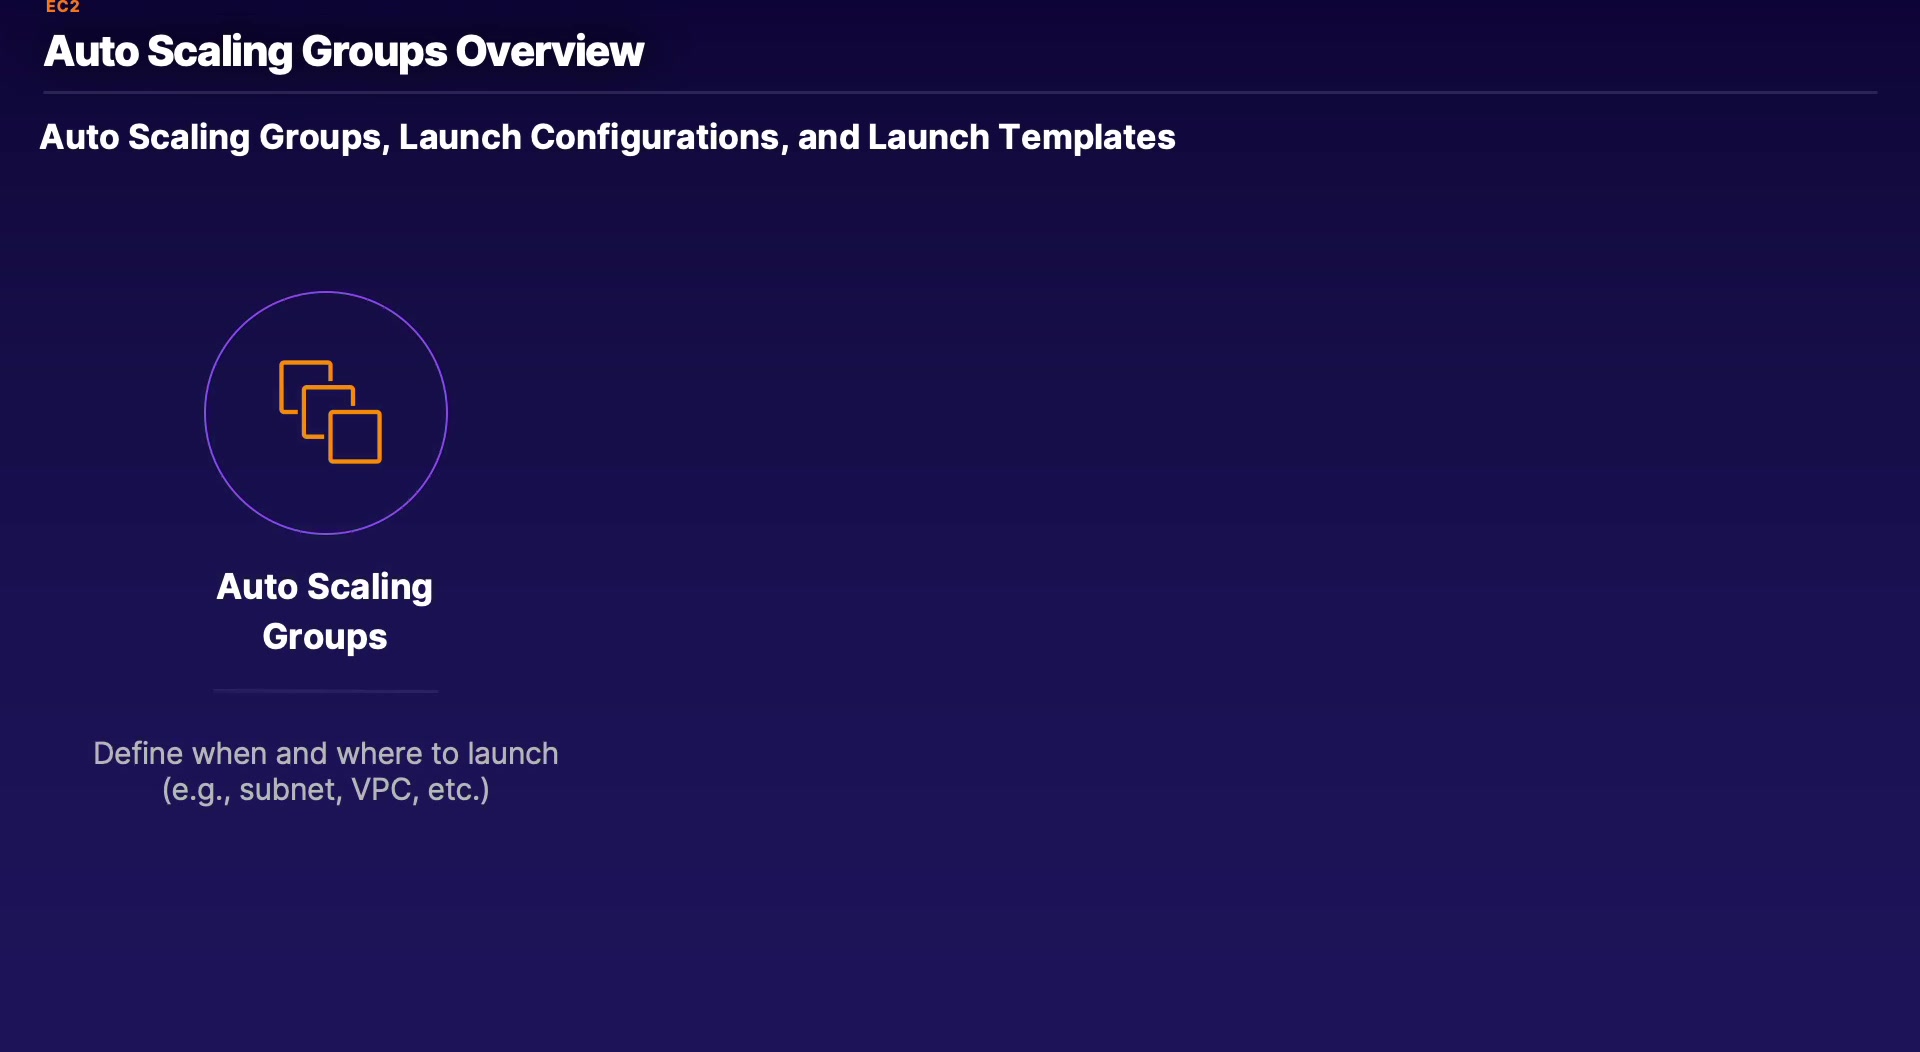 EC2
Auto Scaling Groups Overview
Auto Scaling Groups, Launch Configurations, and Launch Templates
Auto Scaling
Groups
Define when and where to launch
(e.g., subnet, VPC, etc.)